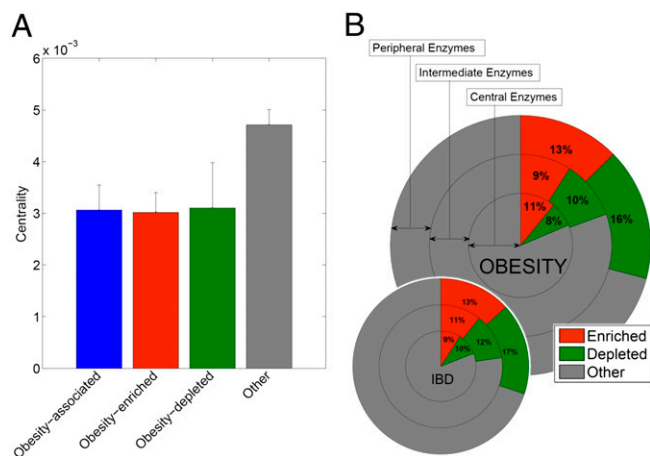 A
× 10⁻³
6
5
4
3
2
1
0
Centrality
Obesity-associated
Obesity-enriched
Obesity-depleted
Other
B
Peripheral Enzymes
Intermediate Enzymes
Central Enzymes
13%
9%
10%
11%
8%
16%
OBESITY
13%
11%
12%
9%
10%
17%
IBD
Enriched
Depleted
Other